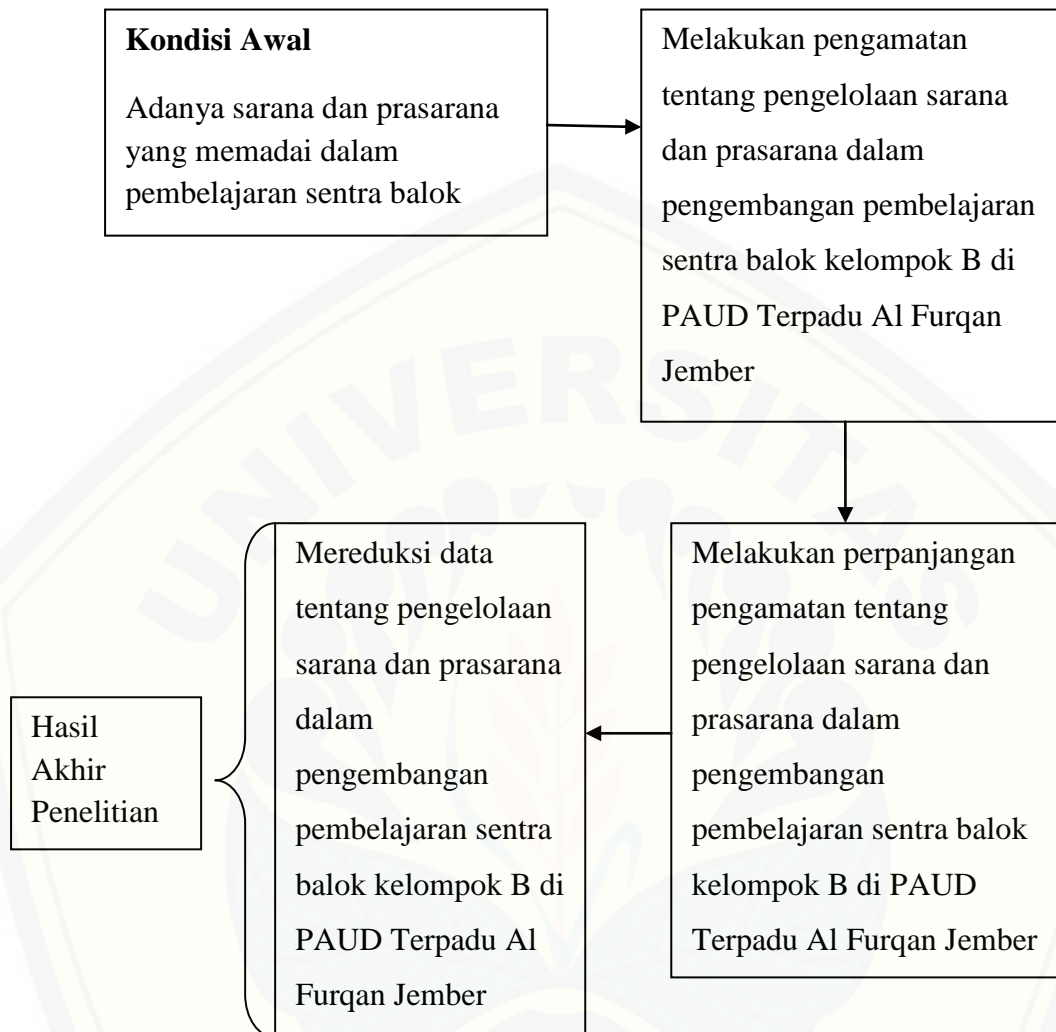 Kondisi Awal
Adanya sarana dan prasarana
yang memadai dalam
pembelajaran sentra balok
Melakukan pengamatan
tentang pengelolaan sarana
dan prasarana dalam
pengembangan pembelajaran
sentra balok kelompok B di
PAUD Terpadu Al Furqan
Jember
Melakukan perpanjangan
pengamatan tentang
pengelolaan sarana dan
prasarana dalam
pengembangan
pembelajaran sentra balok
kelompok B di PAUD
Terpadu Al Furqan Jember
Mereduksi data
tentang pengelolaan
sarana dan prasarana
dalam
pengembangan
pembelajaran sentra
balok kelompok B di
PAUD Terpadu Al
Furqan Jember
Hasil
Akhir
Penelitian
UNIVERSITAS